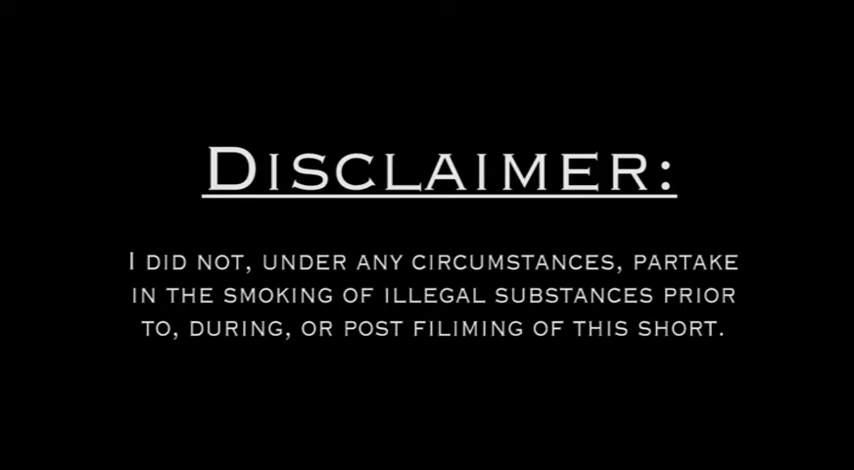 DISCLAIMER:
I DID NOT, UNDER ANY CIRCUMSTANCES, PARTAKE
IN THE SMOKING OF ILLEGAL SUBSTANCES PRIOR
TO, DURING, OR POST FILIMING OF THIS SHORT.